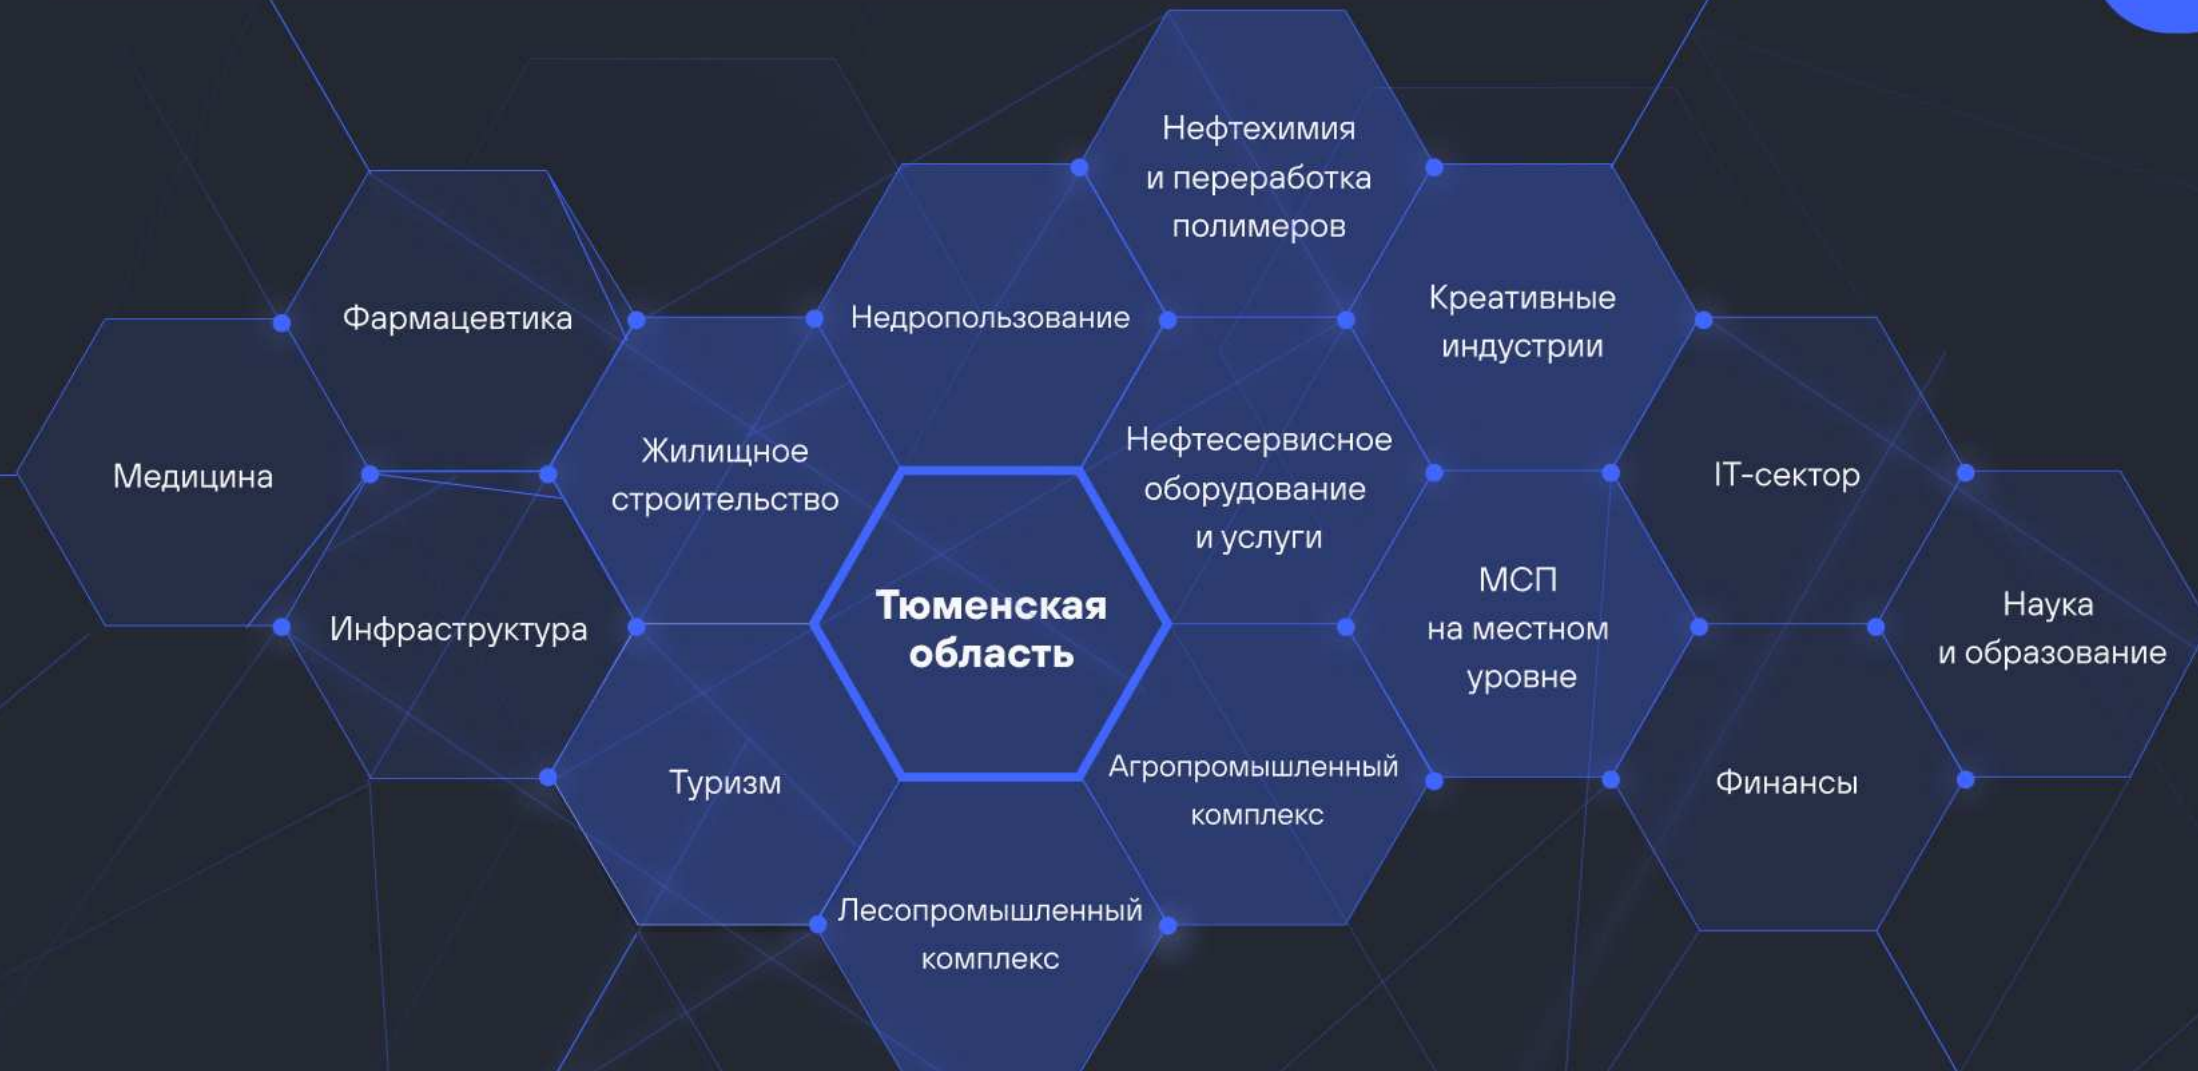 Нефтехимия
и переработка
полимеров
Фармацевтика
Недропользование
Креативные
индустрии
Медицина
Жилищное
строительство
Нефтесервисное
оборудование
и услуги
IT-сектор
Инфраструктура
Тюменская
область
МСП
на местном
уровне
Наука
и образование
Туризм
Агропромышленный
комплекс
Финансы
Лесопромышленный
комплекс